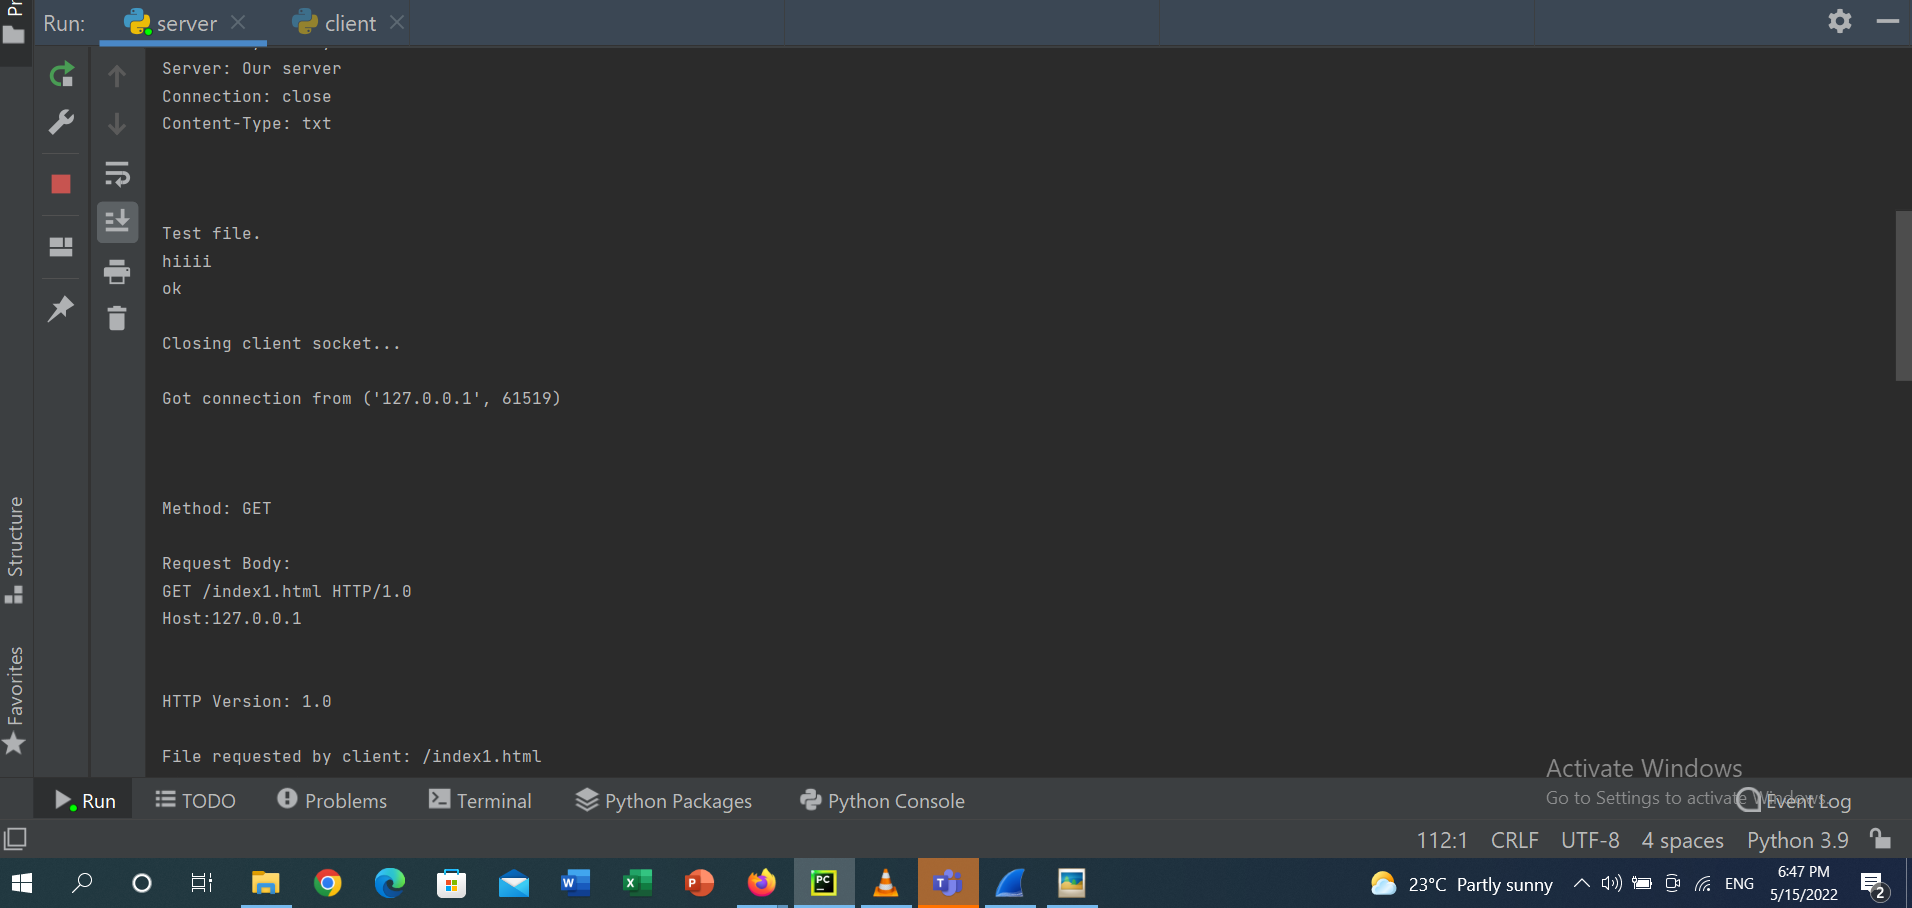 Pr
Run:
server
client
Server: Our server
Connection: close
Content-Type: txt
Test file.
hiiii
ok
Closing client socket...
Got connection from ('127.0.0.1', 61519)
Method: GET
Request Body:
GET /index1.html HTTP/1.0
Host:127.0.0.1
HTTP Version: 1.0
File requested by client: /index1.html
Structure
Favorites
Activate Windows
Go to Settings to activate Windows.
Run
TODO
Problems
Terminal
Python Packages
Python Console
Event Log
112:1
CRLF
UTF-8
4 spaces
Python 3.9
PC
23°C Partly sunny
ENG
6:47 PM
5/15/2022
2